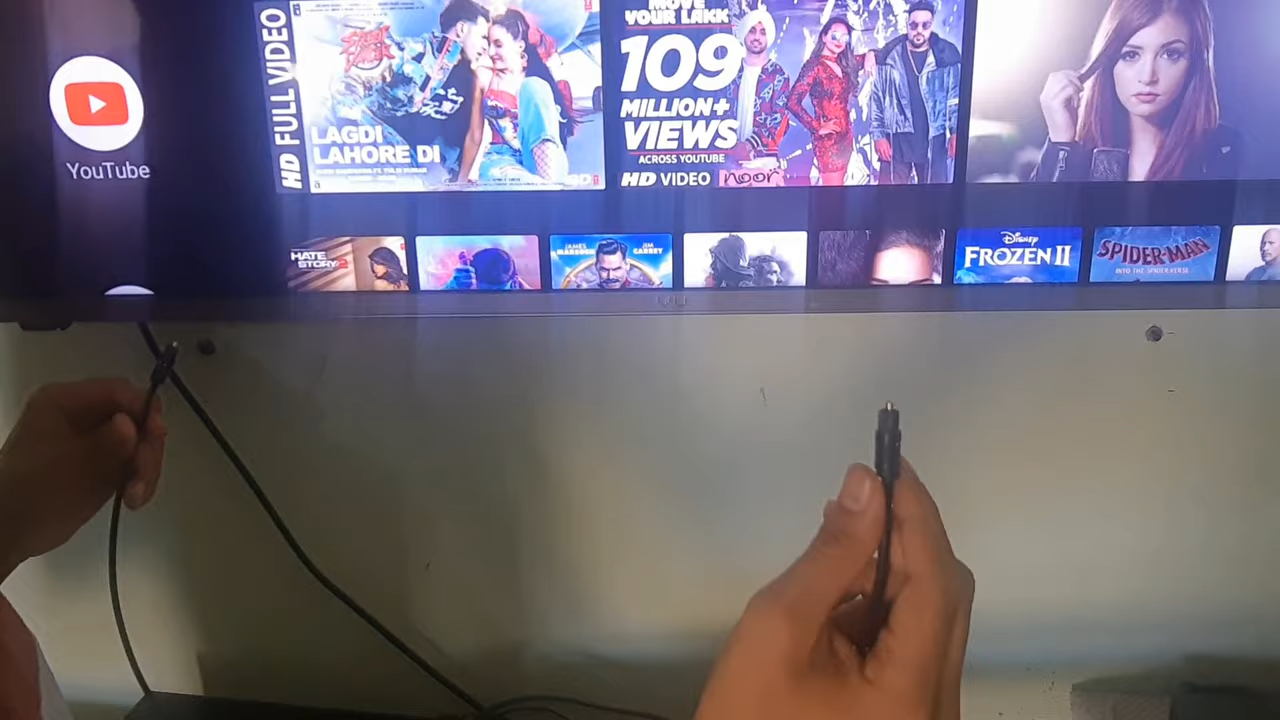 YouTube
HD FULL VIDEO
LAGDI
LAHORE DI
MOVE
YOUR LAKK
109
MILLION+
VIEWS
ACROSS YOUTUBE
HD VIDEO noor
HATE
STORY 2
JAMES
MARSDEN
JIM
CARREY
Disney
FROZEN II
SPIDER-MAN
INTO THE SPIDER-VERSE
VU